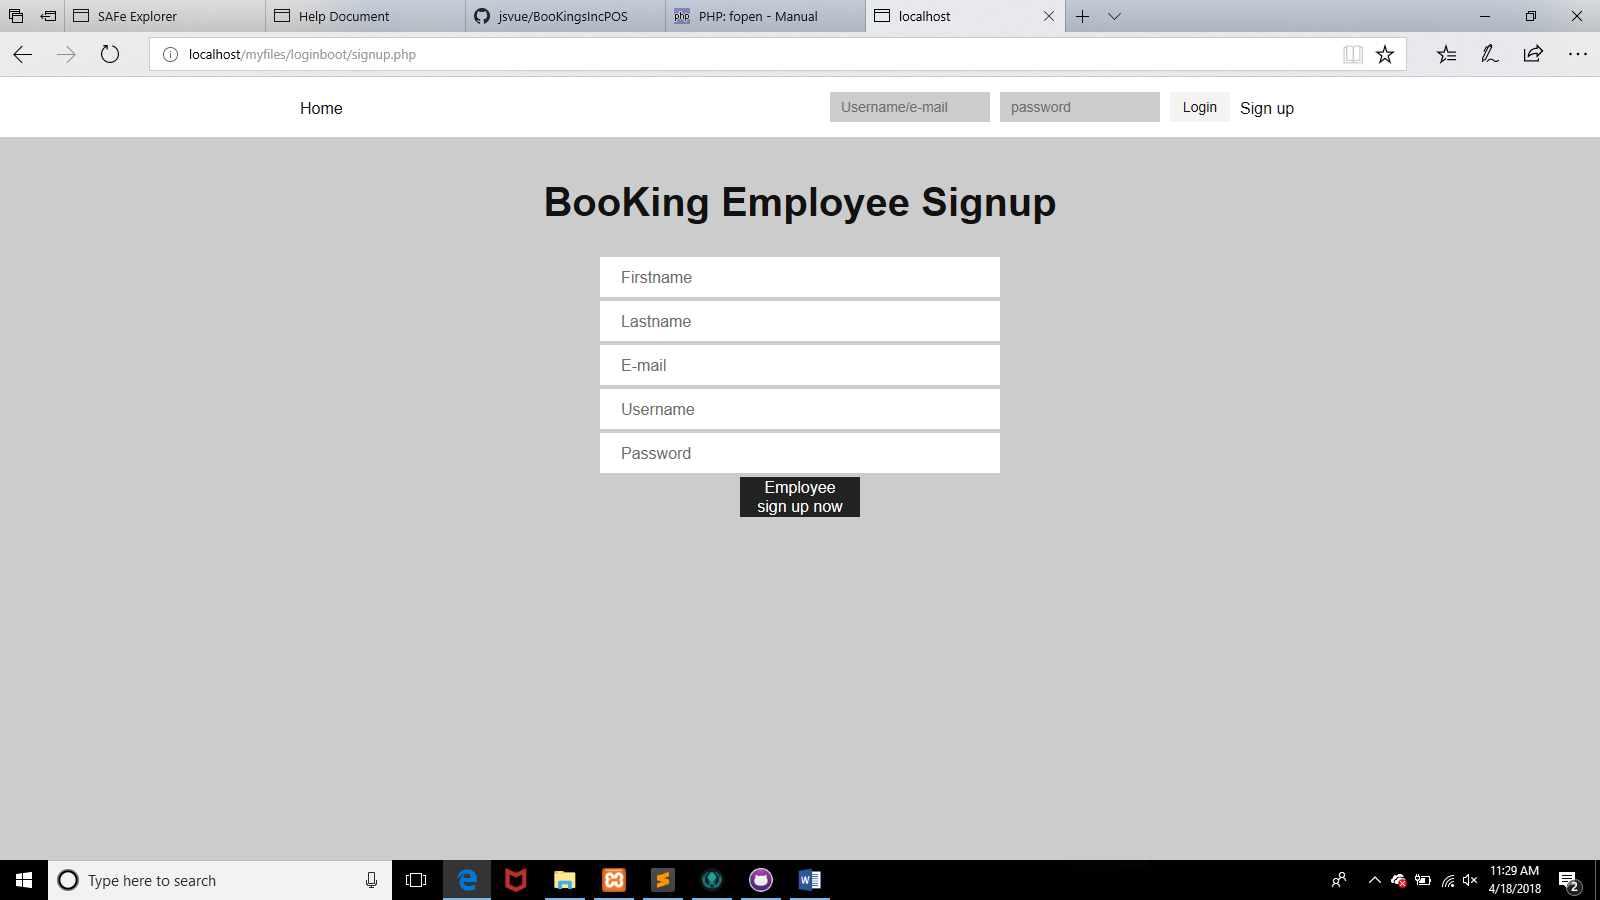 SAFe Explorer
Help Document
jsvue/BooKingsIncPOS
php PHP: fopen - Manual
localhost
localhost/myfiles/loginboot/signup.php
Home
Username/e-mail
password
Login
Sign up
BooKing Employee Signup
Firstname
Lastname
E-mail
Username
Password
Employee
sign up now
Type here to search
11:29 AM
4/18/2018
2